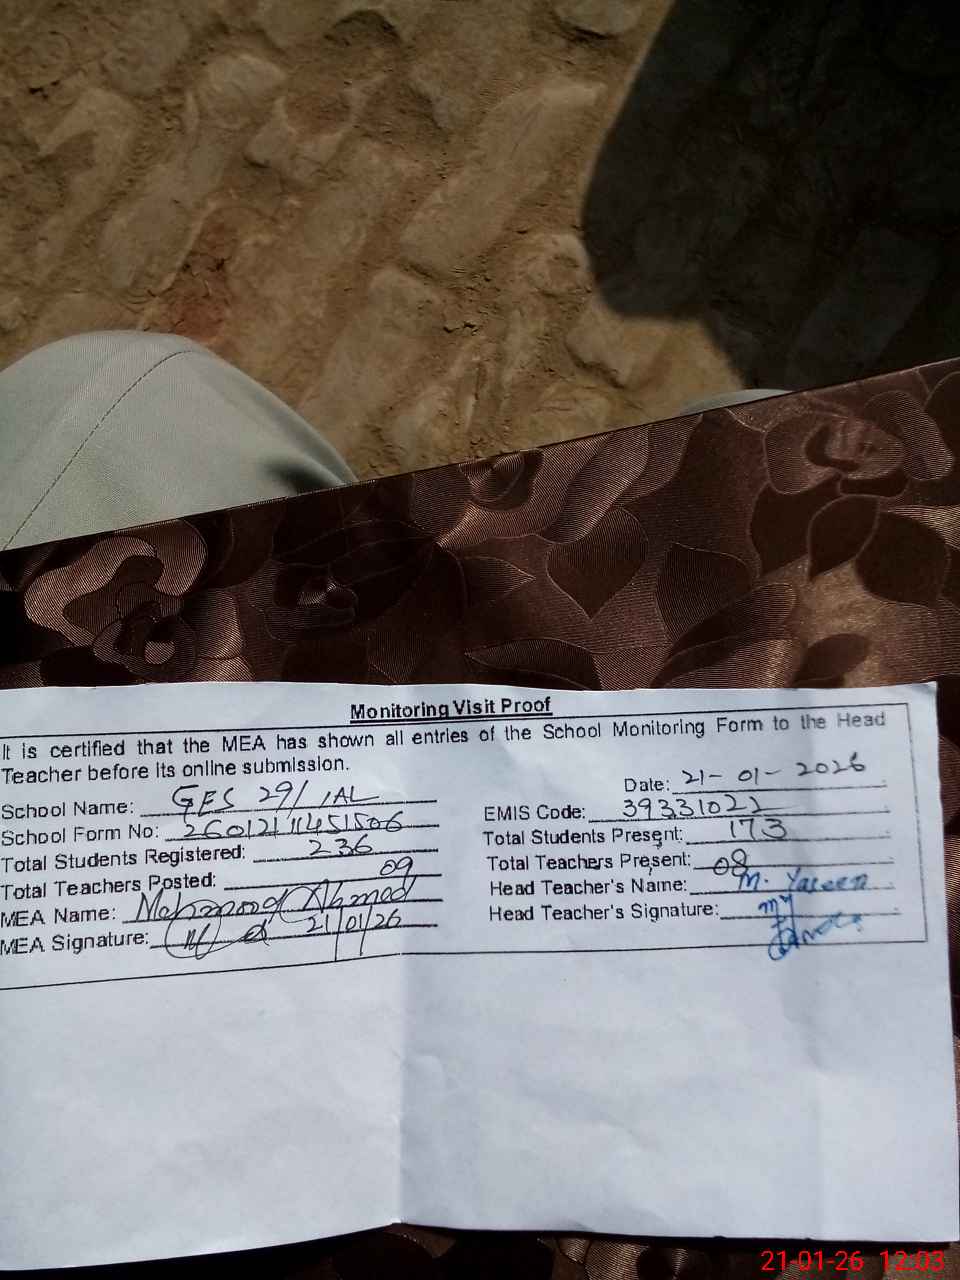 Monitoring Visit Proof
It is certified that the MEA has shown all entries of the School Monitoring Form to the Head
Teacher before its online submission.
Date: 21-01-2026
School Name: GES 29/1AL
EMIS Code: 39331022
School Form No: 26012111451506
Total Students Present: 173
Total Students Registered: 236
Total Teachers Present: 08
Total Teachers Posted: 09
Head Teacher's Name: M. Yaseen
MEA Name: Mehmood Ahmed
Head Teacher's Signature:
MEA Signature: 21/01/26
21-01-26 12:03